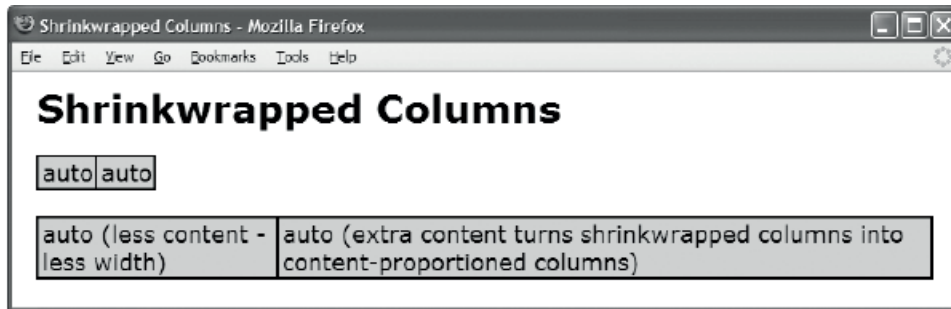 Shrinkwrapped Columns - Mozilla Firefox
File Edit View Go Bookmarks Tools Help
Shrinkwrapped Columns
auto auto
auto (less content - auto (extra content turns shrinkwrapped columns into
less width) content-proportioned columns)